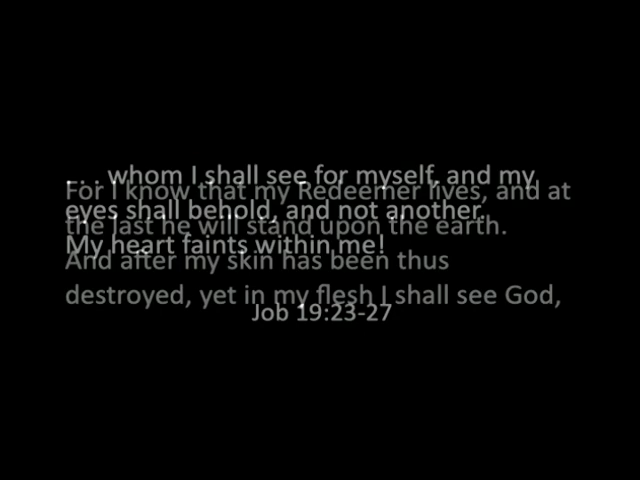 . . . whom I shall see for myself, and my
For I know that my Redeemer lives, and at
eyes shall behold, and not another.
the last he will stand upon the earth.
My heart faints within me!
And after my skin has been thus
destroyed, yet in my flesh I shall see God,
Job 19:23-27